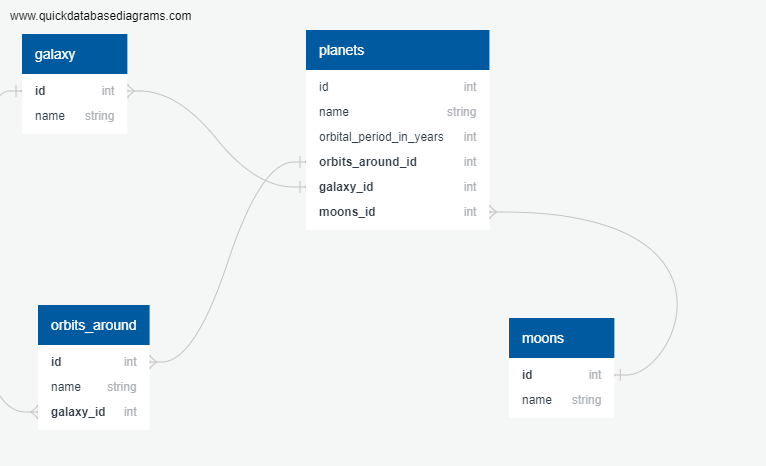 www.quickdatabasediagrams.com
galaxy
id int
name string
planets
id int
name string
orbital_period_in_years int
orbits_around_id int
galaxy_id int
moons_id int
orbits_around
id int
name string
galaxy_id int
moons
id int
name string